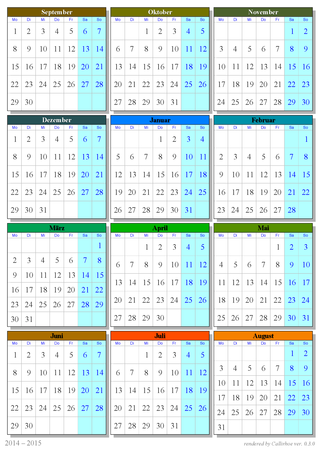 September
Mo Di Mi Do Fr Sa So
1 2 3 4 5 6 7
8 9 10 11 12 13 14
15 16 17 18 19 20 21
22 23 24 25 26 27 28
29 30
Oktober
Mo Di Mi Do Fr Sa So
1 2 3 4 5
6 7 8 9 10 11 12
13 14 15 16 17 18 19
20 21 22 23 24 25 26
27 28 29 30 31
November
Mo Di Mi Do Fr Sa So
1 2
3 4 5 6 7 8 9
10 11 12 13 14 15 16
17 18 19 20 21 22 23
24 25 26 27 28 29 30
Dezember
Mo Di Mi Do Fr Sa So
1 2 3 4 5 6 7
8 9 10 11 12 13 14
15 16 17 18 19 20 21
22 23 24 25 26 27 28
29 30 31
Januar
Mo Di Mi Do Fr Sa So
1 2 3 4
5 6 7 8 9 10 11
12 13 14 15 16 17 18
19 20 21 22 23 24 25
26 27 28 29 30 31
Februar
Mo Di Mi Do Fr Sa So
1
2 3 4 5 6 7 8
9 10 11 12 13 14 15
16 17 18 19 20 21 22
23 24 25 26 27 28
März
Mo Di Mi Do Fr Sa So
1
2 3 4 5 6 7 8
9 10 11 12 13 14 15
16 17 18 19 20 21 22
23 24 25 26 27 28 29
30 31
April
Mo Di Mi Do Fr Sa So
1 2 3 4 5
6 7 8 9 10 11 12
13 14 15 16 17 18 19
20 21 22 23 24 25 26
27 28 29 30
Mai
Mo Di Mi Do Fr Sa So
1 2 3
4 5 6 7 8 9 10
11 12 13 14 15 16 17
18 19 20 21 22 23 24
25 26 27 28 29 30 31
Juni
Mo Di Mi Do Fr Sa So
1 2 3 4 5 6 7
8 9 10 11 12 13 14
15 16 17 18 19 20 21
22 23 24 25 26 27 28
29 30
Juli
Mo Di Mi Do Fr Sa So
1 2 3 4 5
6 7 8 9 10 11 12
13 14 15 16 17 18 19
20 21 22 23 24 25 26
27 28 29 30 31
August
Mo Di Mi Do Fr Sa So
1 2
3 4 5 6 7 8 9
10 11 12 13 14 15 16
17 18 19 20 21 22 23
24 25 26 27 28 29 30
31
2014 – 2015
rendered by Callirhoe ver.